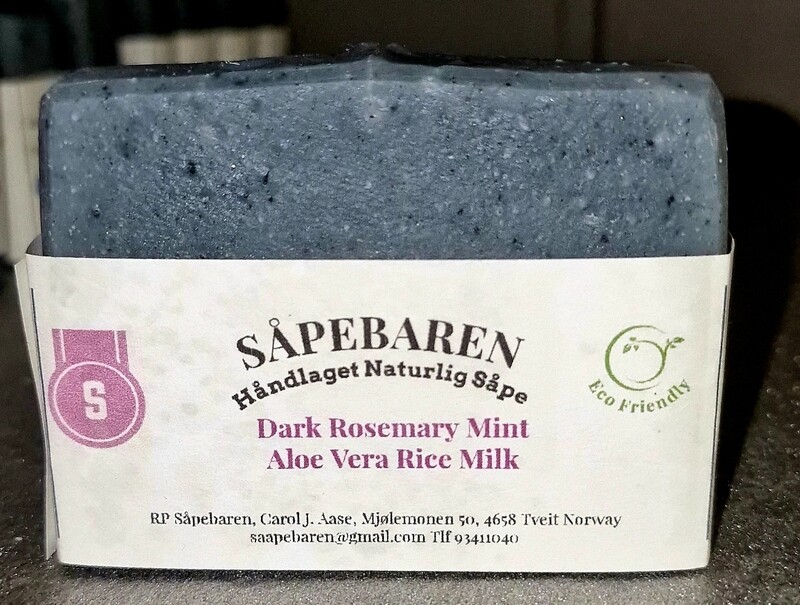 SÅPEBAREN
Håndlaget Naturlig Såpe
S
Eco Friendly
Dark Rosemary Mint
Aloe Vera Rice Milk
RP Såpebaren, Carol J. Aase, Mjølemonen 50, 4658 Tveit Norway
saapebaren@gmail.com Tlf 93411040